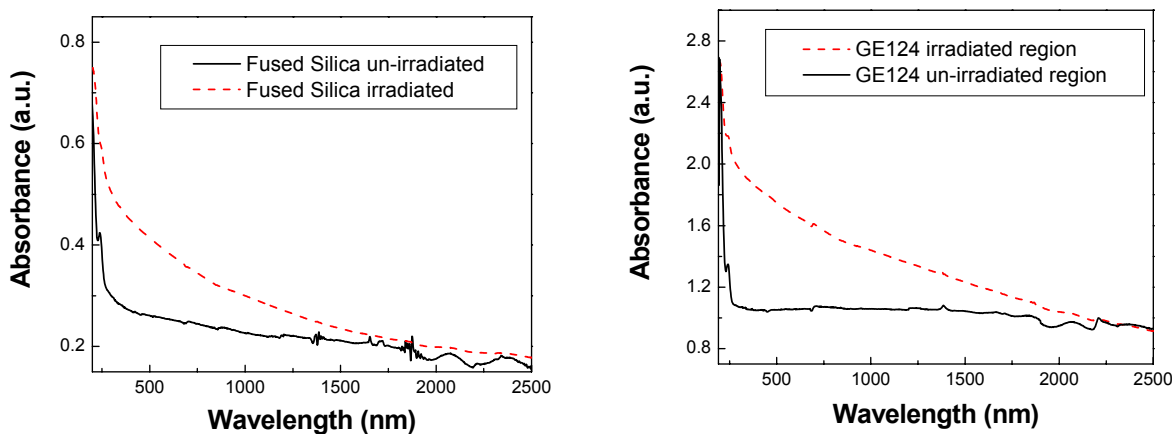 Absorbance (a.u.)
0.8
0.6
0.4
0.2
Fused Silica un-irradiated
Fused Silica irradiated
500 1000 1500 2000 2500
Wavelength (nm)
Absorbance (a.u.)
2.8
2.4
2.0
1.6
1.2
0.8
GE124 irradiated region
GE124 un-irradiated region
500 1000 1500 2000 2500
Wavelength (nm)